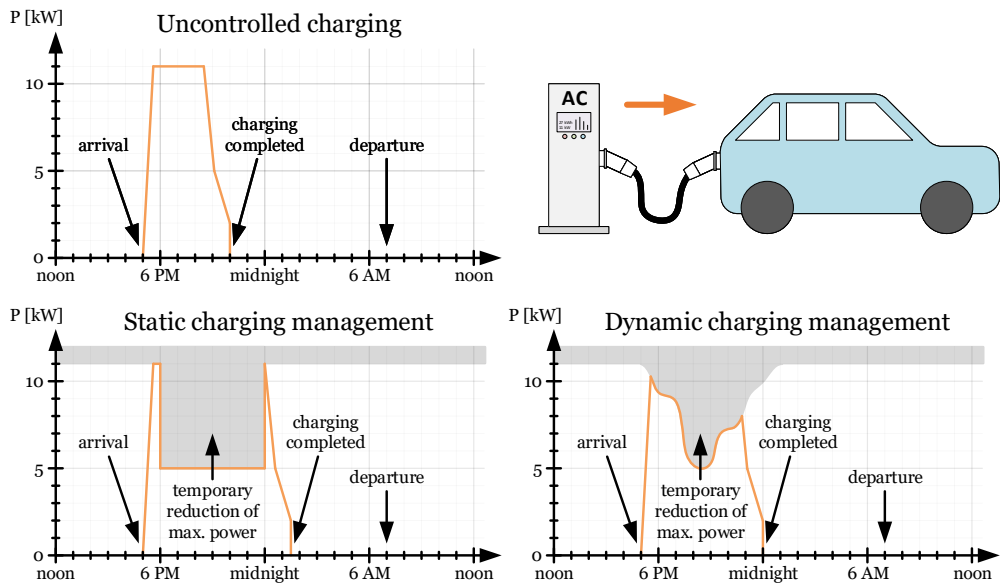 Uncontrolled charging
P [kW]
10
5
0
arrival
charging
completed
departure
noon
6 PM
midnight
6 AM
noon
AC
Static charging management
P [kW]
10
5
0
arrival
temporary
reduction of
max. power
charging
completed
departure
noon
6 PM
midnight
6 AM
noon
Dynamic charging management
P [kW]
10
5
0
arrival
temporary
reduction of
max. power
charging
completed
departure
noon
6 PM
midnight
6 AM
noon